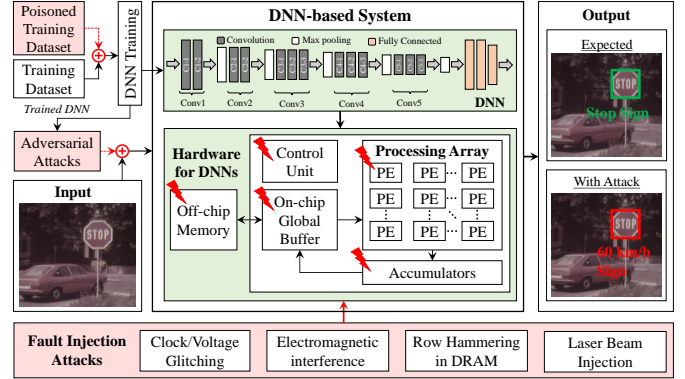 Poisoned
Training
Dataset
Training
Dataset
DNN Training
Trained DNN
Adversarial
Attacks
Input
STOP
DNN-based System
Convolution
Max pooling
Fully Connected
Conv1
Conv2
Conv3
Conv4
Conv5
DNN
Hardware
for DNNs
Off-chip
Memory
Control
Unit
On-chip
Global
Buffer
Processing Array
PE PE ··· PE
PE PE PE
PE PE ··· PE
Accumulators
Output
Expected
STOP
Stop Sign
With Attack
STOP
60 km/h
Sign
Fault Injection
Attacks
Clock/Voltage
Glitching
Electromagnetic
interference
Row Hammering
in DRAM
Laser Beam
Injection